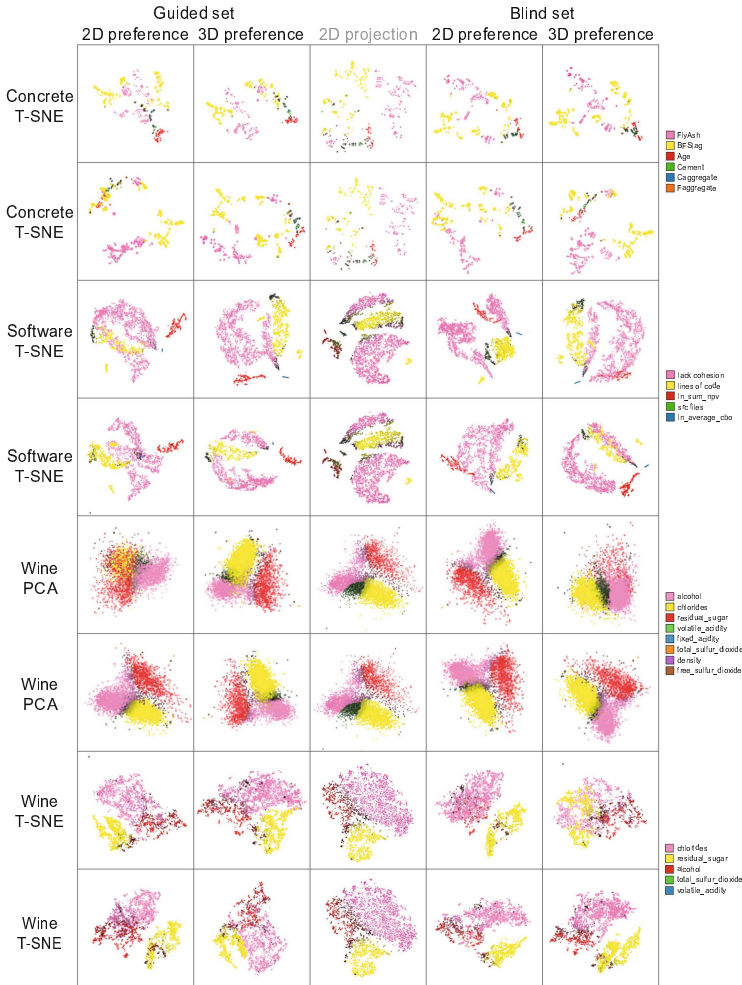 Guided set
Blind set
2D preference
3D preference
2D projection
2D preference
3D preference
Concrete
T-SNE
FlyAsh
BFSlag
Age
Cement
Caggregate
Faggregate
Concrete
T-SNE
Software
T-SNE
lack cohesion
lines of code
ln_sum_npv
sfc files
ln_average_cbo
Software
T-SNE
Wine
PCA
alcohol
chlorides
residual_sugar
volatile_acidity
fixed_acidity
total_sulfur_dioxide
density
free_sulfur_dioxide
Wine
PCA
Wine
T-SNE
chlorides
residual_sugar
alcohol
total_sulfur_dioxide
volatile_acidity
Wine
T-SNE